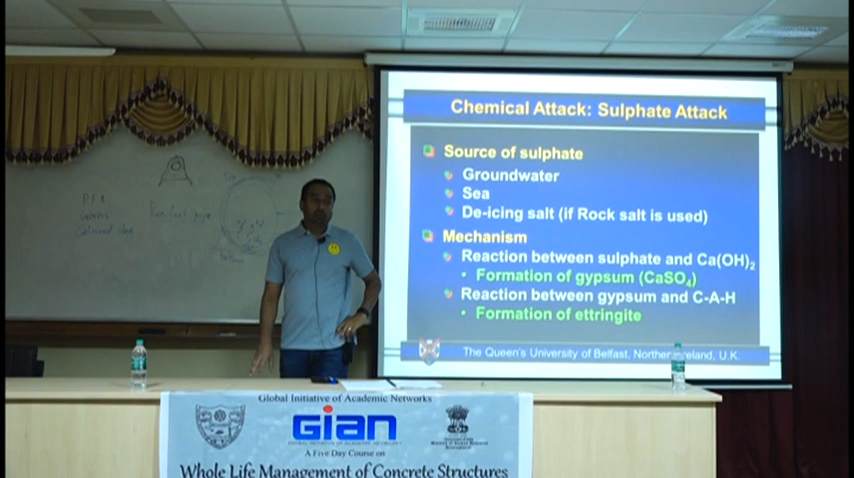 Chemical Attack: Sulphate Attack
Source of sulphate
Groundwater
Sea
De-icing salt (if Rock salt is used)
Mechanism
Reaction between sulphate and Ca(OH)2
• Formation of gypsum (CaSO4)
Reaction between gypsum and C-A-H
• Formation of ettringite
The Queen's University of Belfast, Northern Ireland, U.K.
P.F.A
Global Initiative of Academic Networks
GIAN
A Five Day Course on
Whole Life Management of Concrete Structures